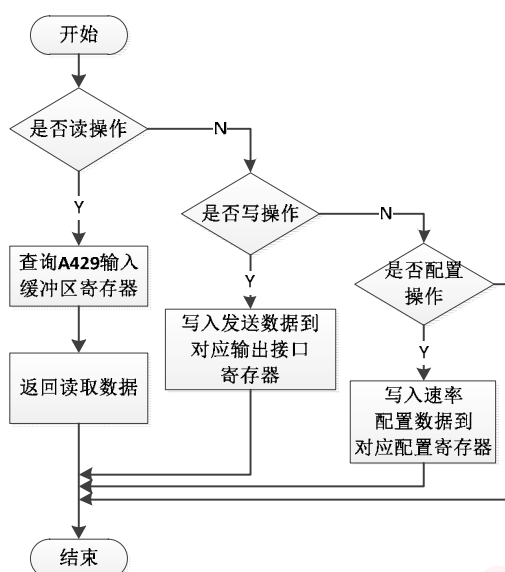 开始
是否读操作
N
Y
是否写操作
N
查询A429输入
缓冲区寄存器
Y
是否配置
操作
写入发送数据到
对应输出接口
寄存器
Y
返回读取数据
写入速率
配置数据到
对应配置寄存器
结束